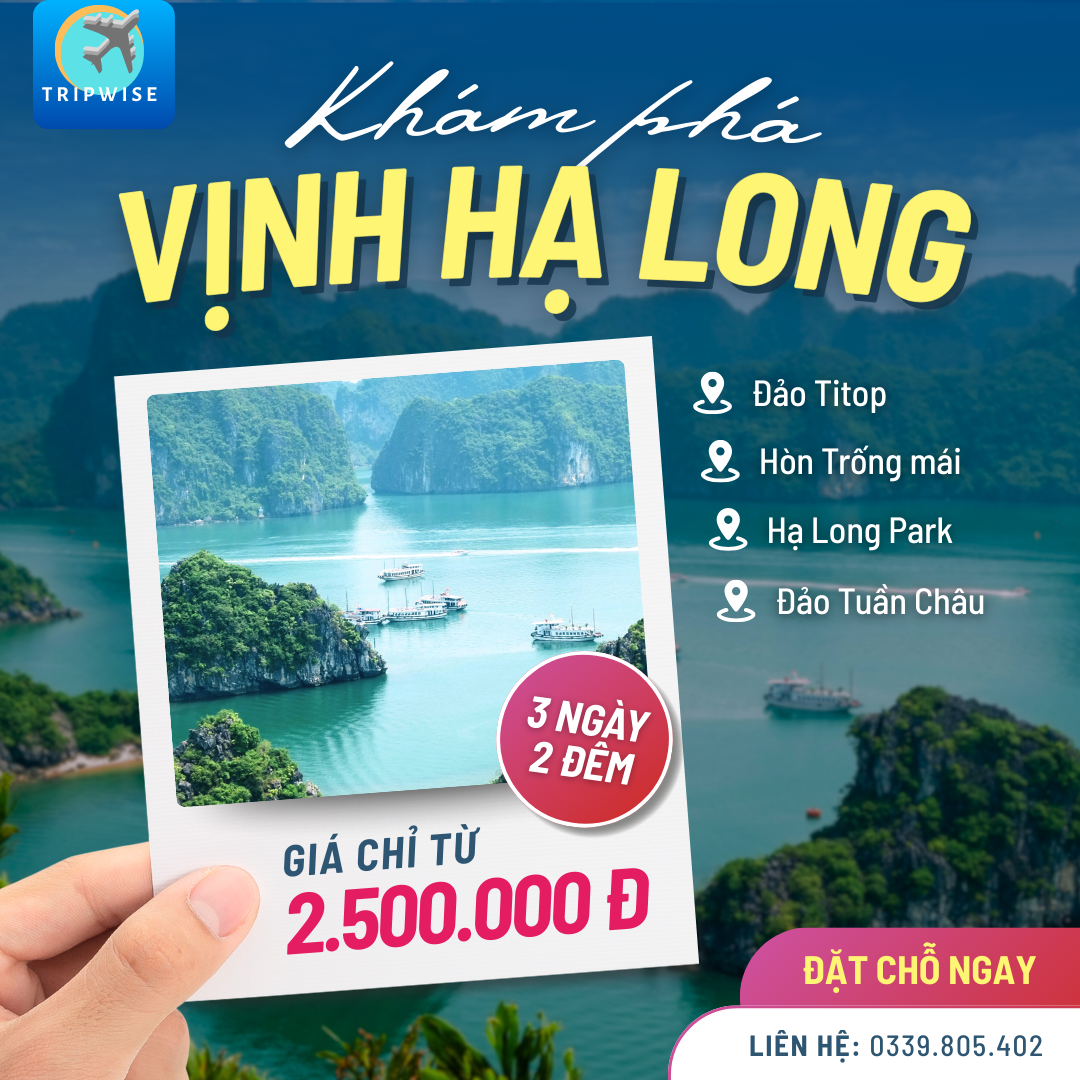 TRIPWISE
Khám phá
VỊNH HẠ LONG
Đảo Titop
Hòn Trống mái
Hạ Long Park
Đảo Tuần Châu
3 NGÀY
2 ĐÊM
GIÁ CHỈ TỪ
2.500.000 Đ
ĐẶT CHỖ NGAY
LIÊN HỆ: 0339.805.402